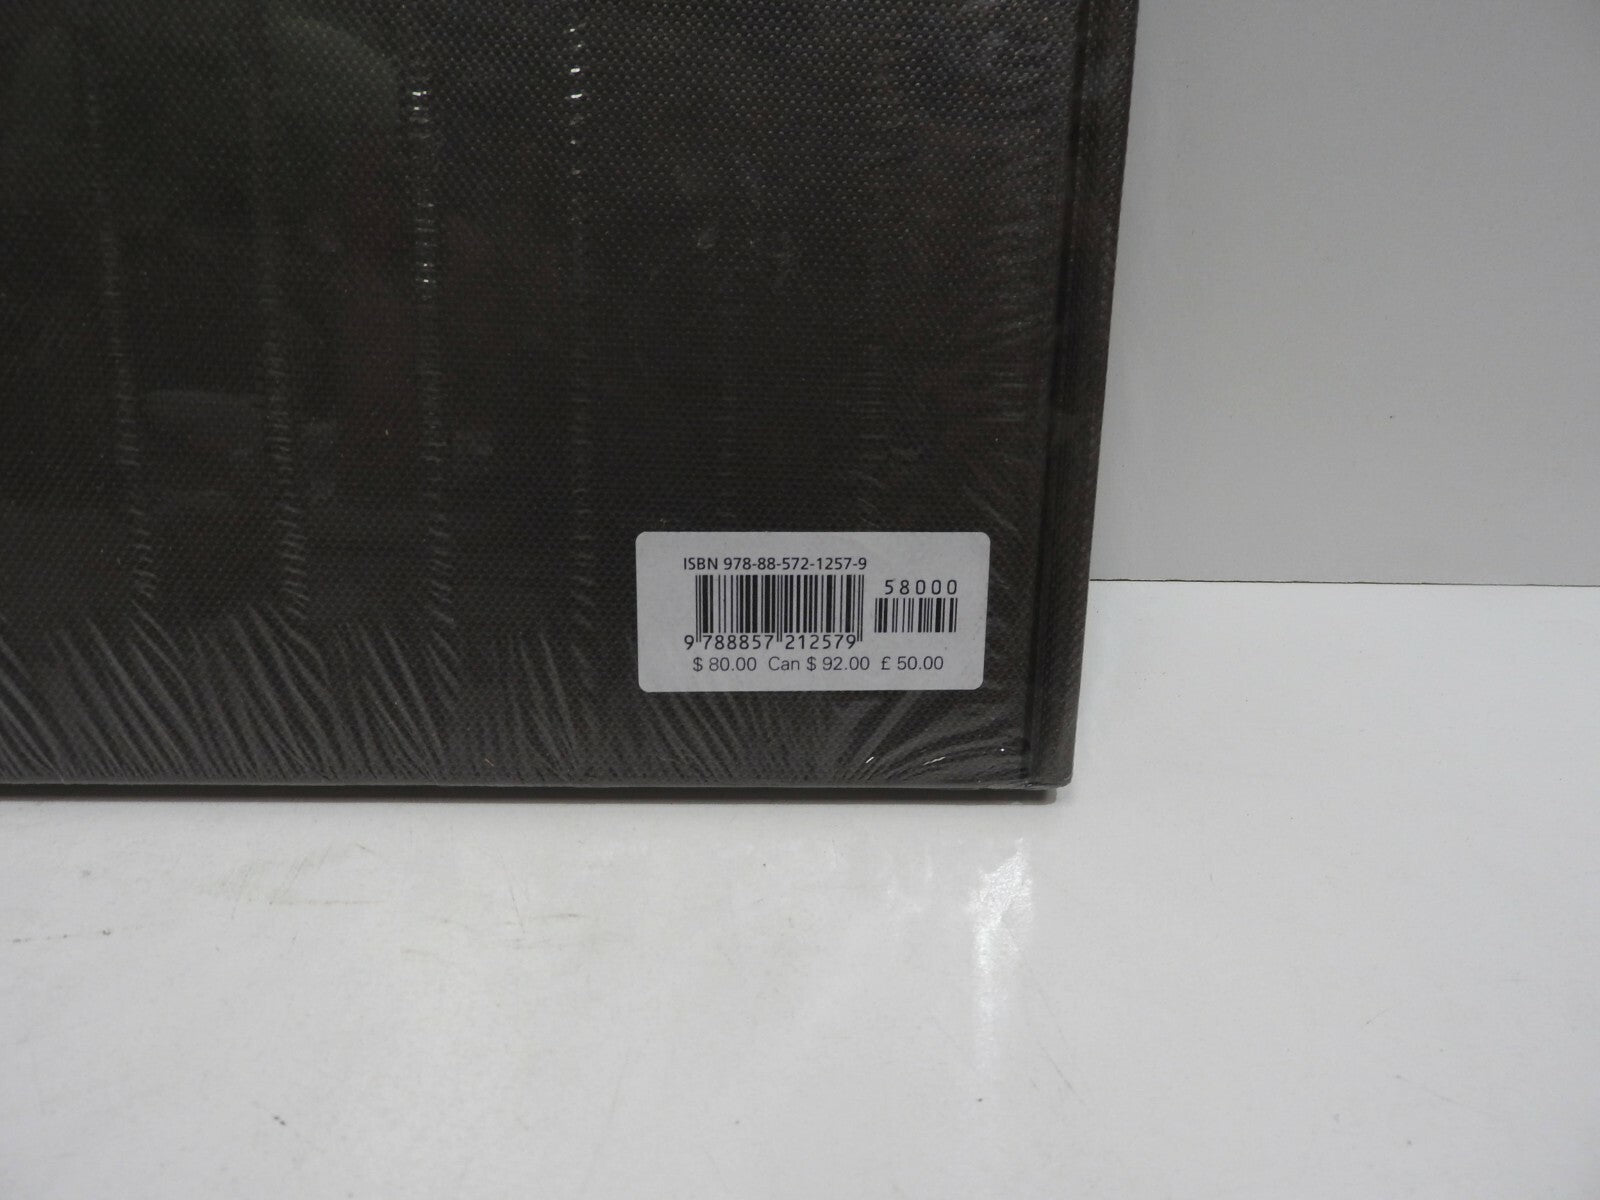 ISBN 978-88-572-1257-9
58000
9 788857 212579
$ 80.00 Can $ 92.00 £ 50.00